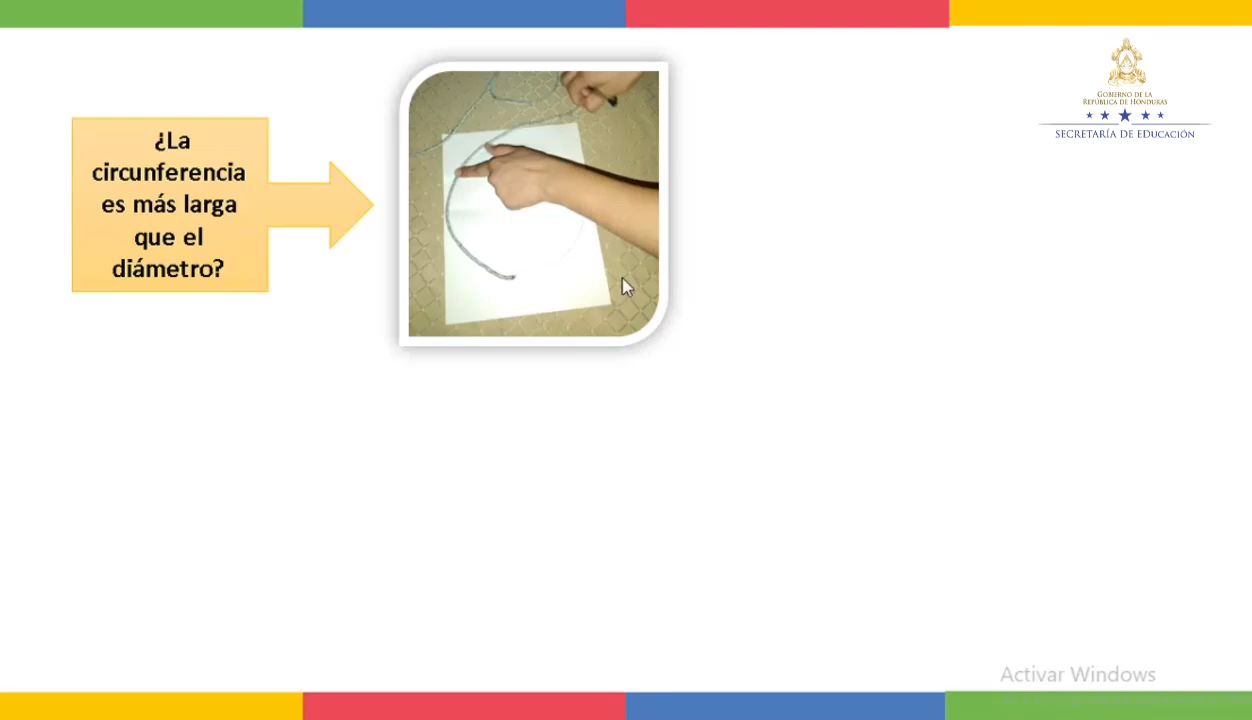 ¿La
circunferencia
es más larga
que el
diámetro?
GOBIERNO DE LA
REPÚBLICA DE HONDURAS
SECRETARÍA DE EDUCACIÓN
Activar Windows